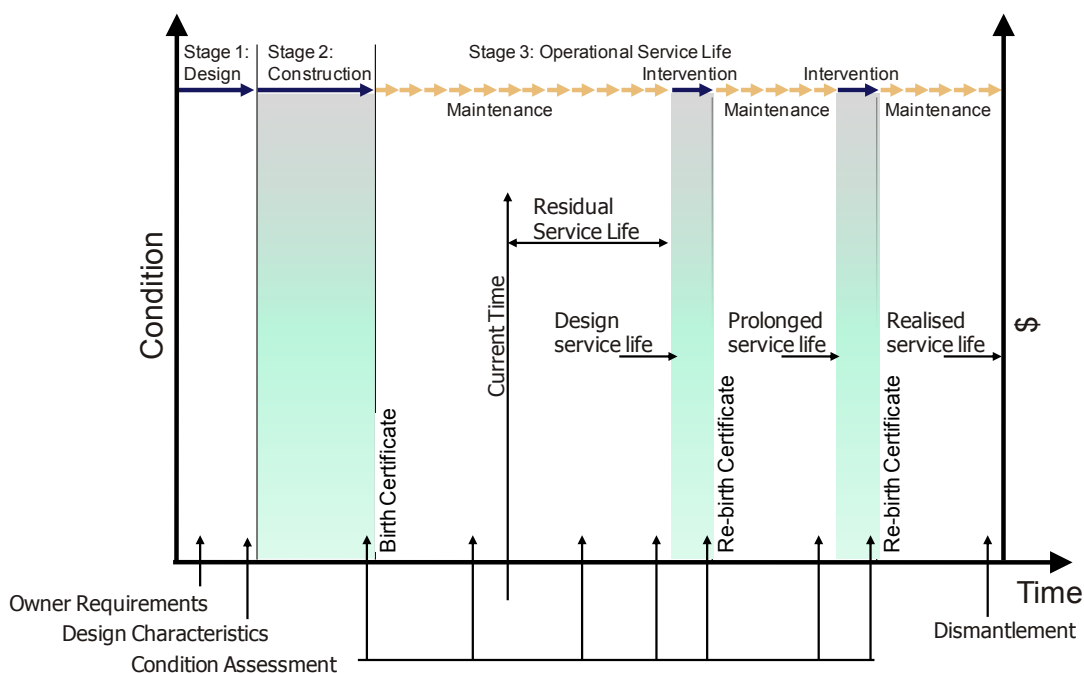 Stage 1:
Design
Stage 2:
Construction
Stage 3: Operational Service Life
Intervention
Intervention
Maintenance
Maintenance
Maintenance
Residual
Service Life
Condition
Current Time
Design
service life
Prolonged
service life
Realised
service life
$
Birth Certificate
Re-birth Certificate
Re-birth Certificate
Time
Owner Requirements
Design Characteristics
Condition Assessment
Dismantlement